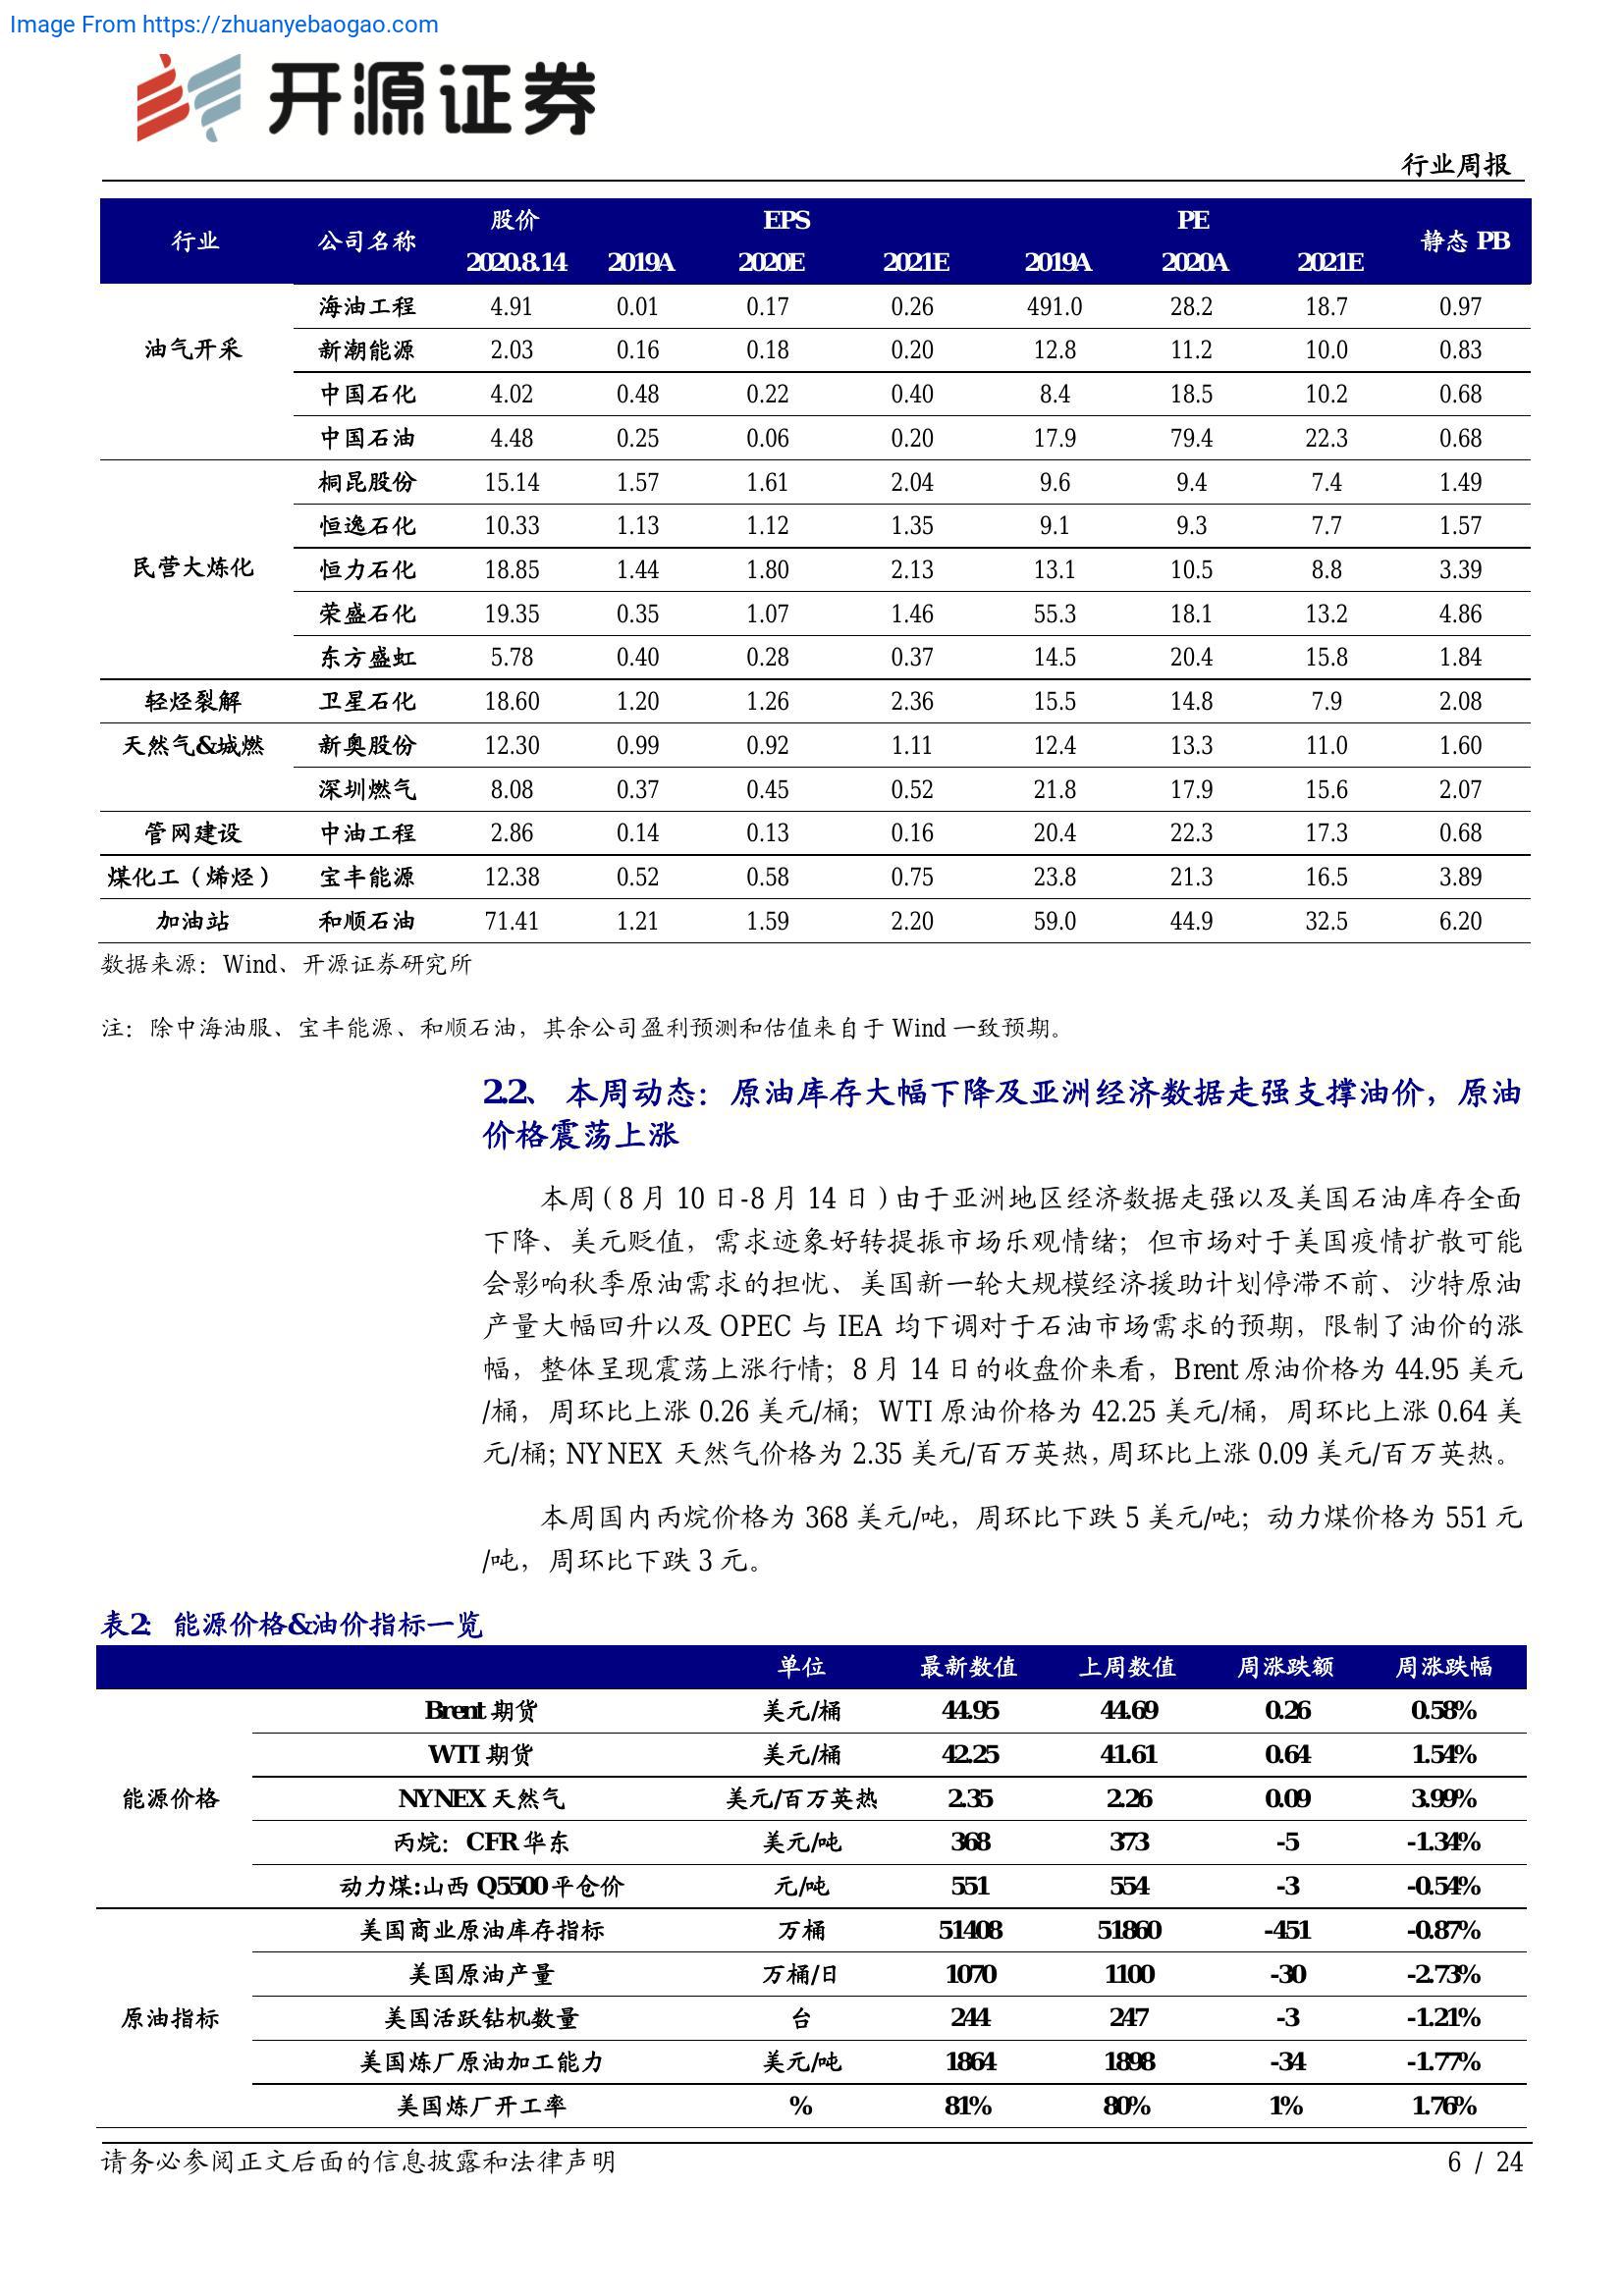 Image From https://zhuanyebaogao.com
开源证券
行业周报
行业 公司名称 股价 EPS PE 静态 PB
2020.8.14 2019A 2020E 2021E 2019A 2020A 2021E
油气开采 海油工程 4.91 0.01 0.17 0.26 491.0 28.2 18.7 0.97
新潮能源 2.03 0.16 0.18 0.20 12.8 11.2 10.0 0.83
中国石化 4.02 0.48 0.22 0.40 8.4 18.5 10.2 0.68
中国石油 4.48 0.25 0.06 0.20 17.9 79.4 22.3 0.68
民营大炼化 桐昆股份 15.14 1.57 1.61 2.04 9.6 9.4 7.4 1.49
恒逸石化 10.33 1.13 1.12 1.35 9.1 9.3 7.7 1.57
恒力石化 18.85 1.44 1.80 2.13 13.1 10.5 8.8 3.39
荣盛石化 19.35 0.35 1.07 1.46 55.3 18.1 13.2 4.86
东方盛虹 5.78 0.40 0.28 0.37 14.5 20.4 15.8 1.84
轻烃裂解 卫星石化 18.60 1.20 1.26 2.36 15.5 14.8 7.9 2.08
天然气&城燃 新奥股份 12.30 0.99 0.92 1.11 12.4 13.3 11.0 1.60
深圳燃气 8.08 0.37 0.45 0.52 21.8 17.9 15.6 2.07
管网建设 中油工程 2.86 0.14 0.13 0.16 20.4 22.3 17.3 0.68
煤化工（烯烃） 宝丰能源 12.38 0.52 0.58 0.75 23.8 21.3 16.5 3.89
加油站 和顺石油 71.41 1.21 1.59 2.20 59.0 44.9 32.5 6.20
数据来源：Wind、开源证券研究所
注：除中海油服、宝丰能源、和顺石油，其余公司盈利预测和估值来自于 Wind 一致预期。
2.2、 本周动态：原油库存大幅下降及亚洲经济数据走强支撑油价，原油
价格震荡上涨
本周（8 月 10 日-8 月 14 日）由于亚洲地区经济数据走强以及美国石油库存全面
下降、美元贬值，需求迹象好转提振市场乐观情绪；但市场对于美国疫情扩散可能
会影响秋季原油需求的担忧、美国新一轮大规模经济援助计划停滞不前、沙特原油
产量大幅回升以及 OPEC 与 IEA 均下调对于石油市场需求的预期，限制了油价的涨
幅，整体呈现震荡上涨行情；8 月 14 日的收盘价来看，Brent 原油价格为 44.95 美元
/桶，周环比上涨 0.26 美元/桶；WTI 原油价格为 42.25 美元/桶，周环比上涨 0.64 美
元/桶；NYNEX 天然气价格为 2.35 美元/百万英热，周环比上涨 0.09 美元/百万英热。
本周国内丙烷价格为 368 美元/吨，周环比下跌 5 美元/吨；动力煤价格为 551 元
/吨，周环比下跌 3 元。
表2：能源价格&油价指标一览
单位 最新数值 上周数值 周涨跌额 周涨跌幅
能源价格 Brent 期货 美元/桶 44.95 44.69 0.26 0.58%
WTI 期货 美元/桶 42.25 41.61 0.64 1.54%
NYNEX 天然气 美元/百万英热 2.35 2.26 0.09 3.99%
丙烷：CFR 华东 美元/吨 368 373 -5 -1.34%
动力煤:山西 Q5500 平仓价 元/吨 551 554 -3 -0.54%
原油指标 美国商业原油库存指标 万桶 51408 51860 -451 -0.87%
美国原油产量 万桶/日 1070 1100 -30 -2.73%
美国活跃钻机数量 台 244 247 -3 -1.21%
美国炼厂原油加工能力 美元/吨 1864 1898 -34 -1.77%
美国炼厂开工率 % 81% 80% 1% 1.76%
请务必参阅正文后面的信息披露和法律声明 6 / 24